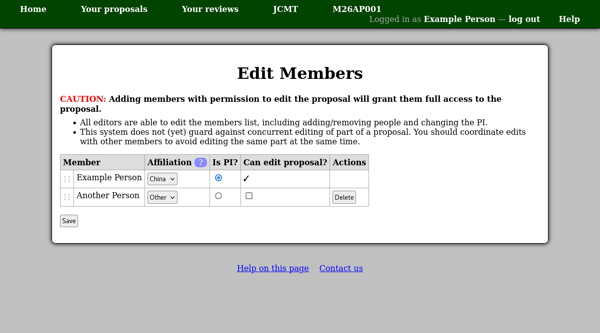 Home Your proposals Your reviews JCMT M26AP001
Logged in as Example Person — log out Help
Edit Members
CAUTION: Adding members with permission to edit the proposal will grant them full access to the
proposal.
• All editors are able to edit the members list, including adding/removing people and changing the PI.
• This system does not (yet) guard against concurrent editing of part of a proposal. You should coordinate edits
with other members to avoid editing the same part at the same time.
Member Affiliation ? Is PI? Can edit proposal? Actions
Example Person China ✓
Another Person Other Delete
Save
Help on this page Contact us